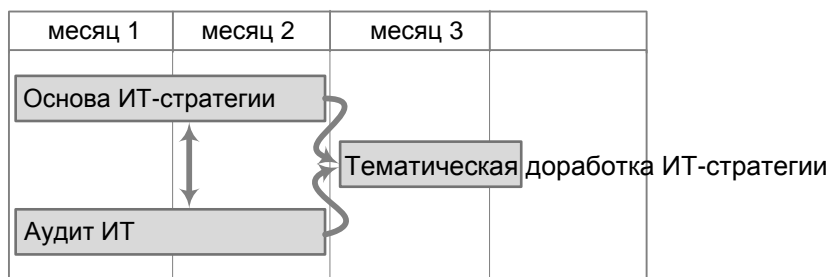 месяц 1 месяц 2 месяц 3
Основа ИТ-стратегии
Тематическая доработка ИТ-стратегии
Аудит ИТ